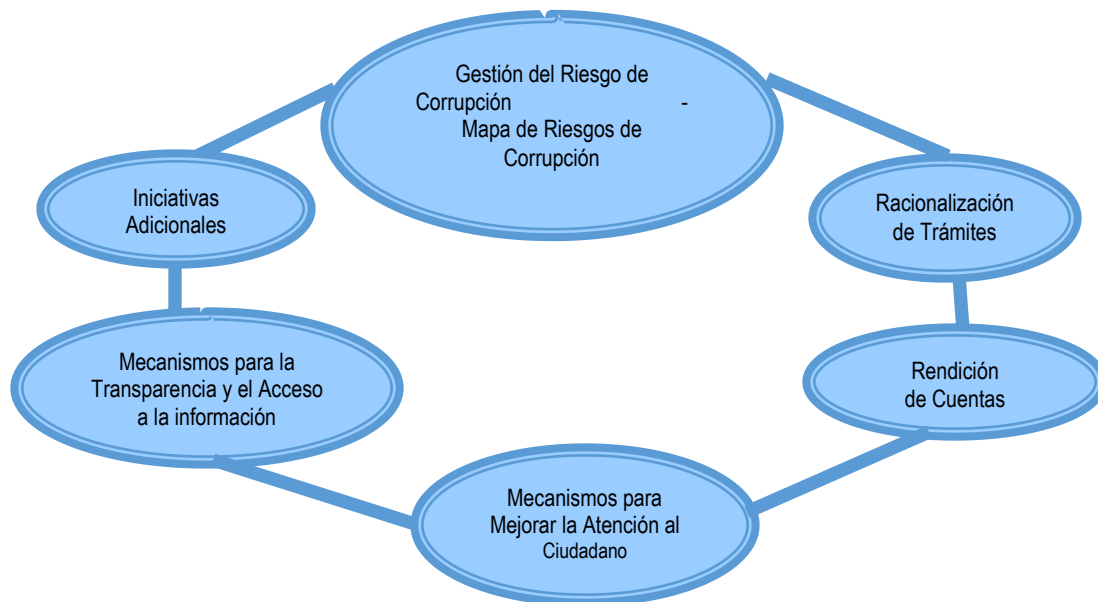 Gestión del Riesgo de
Corrupción -
Mapa de Riesgos de
Corrupción
Iniciativas
Adicionales
Racionalización
de Trámites
Mecanismos para la
Transparencia y el Acceso
a la información
Rendición
de Cuentas
Mecanismos para
Mejorar la Atención al
Ciudadano